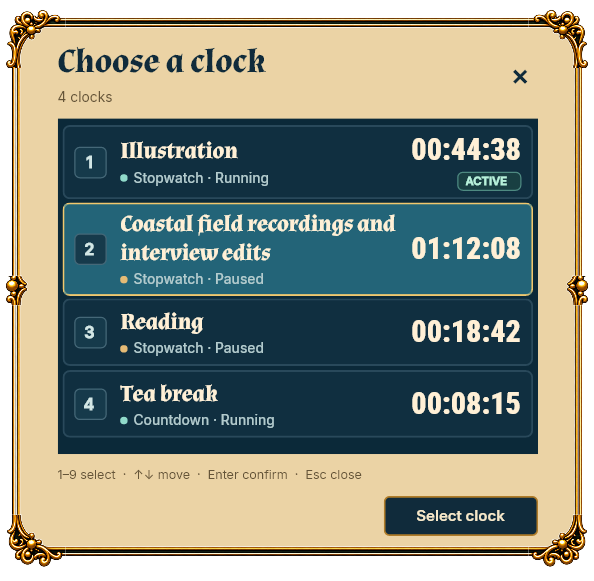 Choose a clock
×
4 clocks
1
Illustration
00:44:38
Stopwatch · Running
ACTIVE
2
Coastal field recordings and
interview edits
01:12:08
Stopwatch · Paused
3
Reading
00:18:42
Stopwatch · Paused
4
Tea break
00:08:15
Countdown · Running
1–9 select · ↑↓ move · Enter confirm · Esc close
Select clock